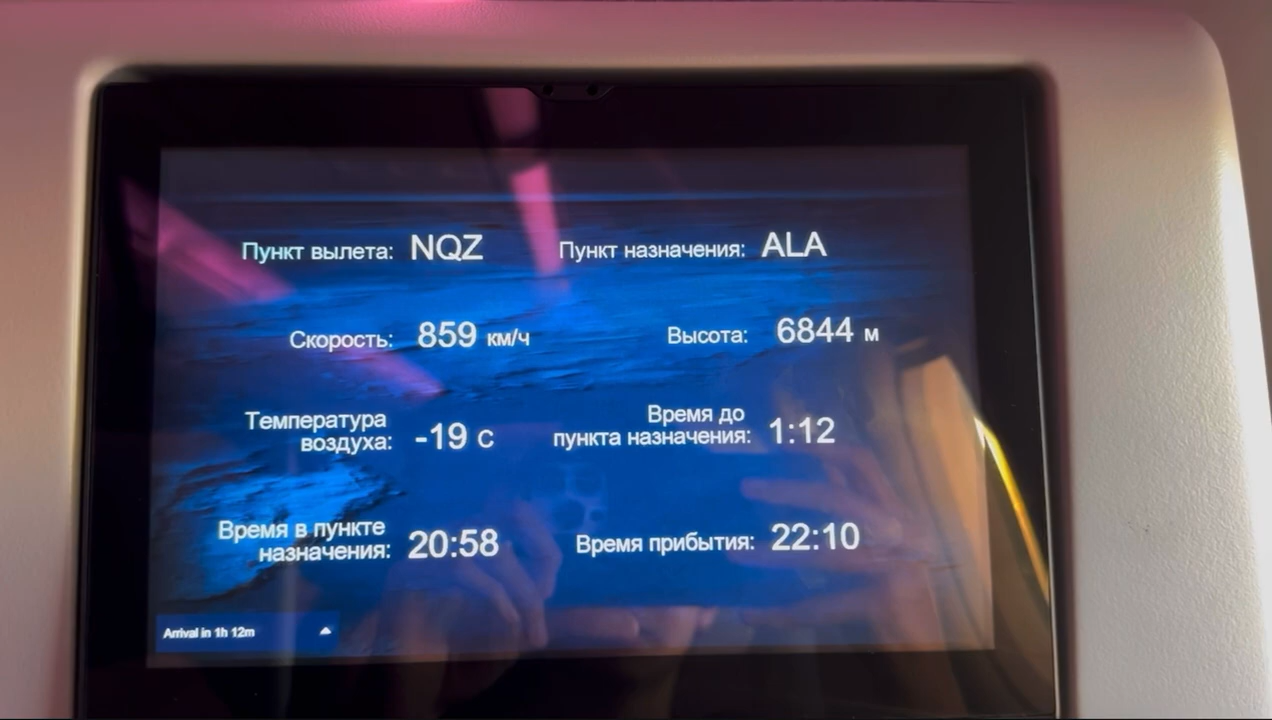 Пункт вылета: NQZ Пункт назначения: ALA
Скорость: 859 км/ч Высота: 6844 м
Температура
воздуха: -19 C
Время до
пункта назначения: 1:12
Время в пункте
назначения: 20:58
Время прибытия: 22:10
Arrival in 1h 12m